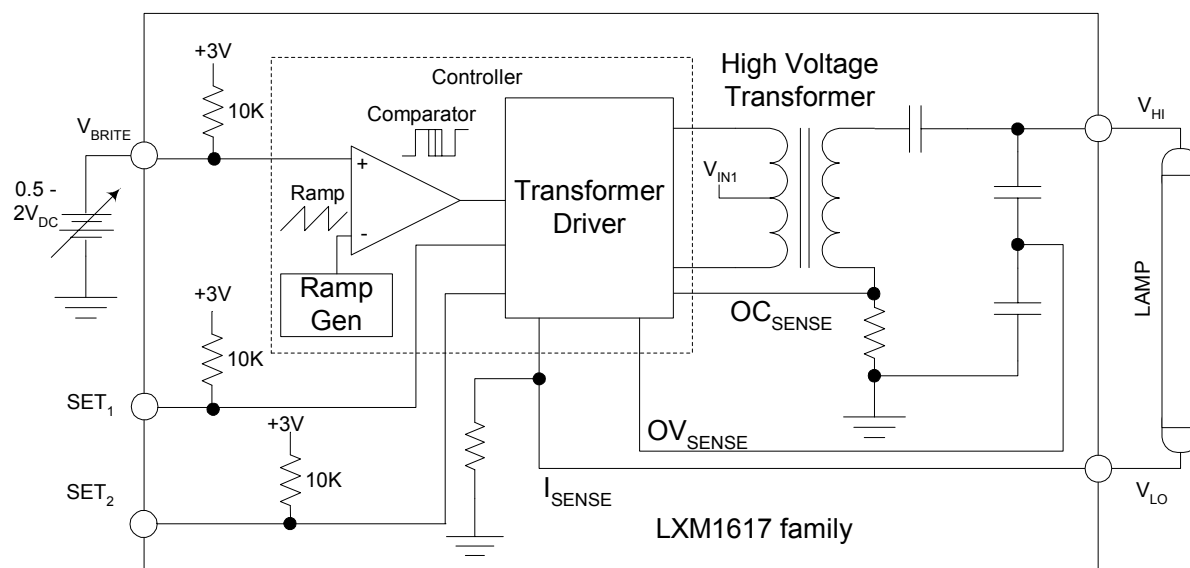 +3V
10K
Controller
High Voltage
Transformer
V_BRITE
Comparator
V_HI
+
V_IN1
0.5 -
2V_DC
Ramp
Transformer
Driver
-
Ramp
Gen
+3V
10K
OC_SENSE
LAMP
SET_1
+3V
10K
OV_SENSE
SET_2
I_SENSE
V_LO
LXM1617 family